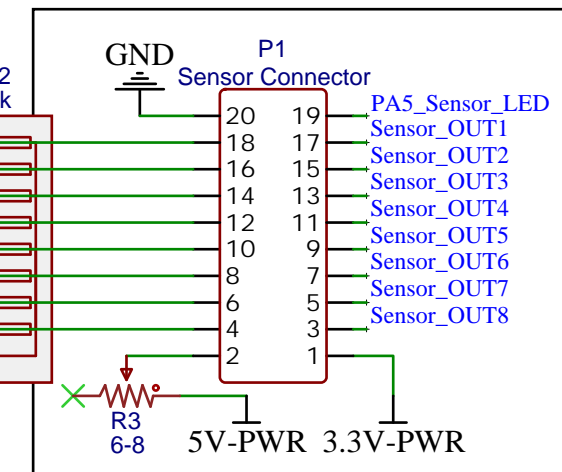 GND
P1
Sensor Connector
2
k
20 19 PA5_Sensor_LED
18 17 Sensor_OUT1
16 15 Sensor_OUT2
14 13 Sensor_OUT3
12 11 Sensor_OUT4
10 9 Sensor_OUT5
8 7 Sensor_OUT6
6 5 Sensor_OUT7
4 3 Sensor_OUT8
2 1
R3
6-8
5V-PWR 3.3V-PWR